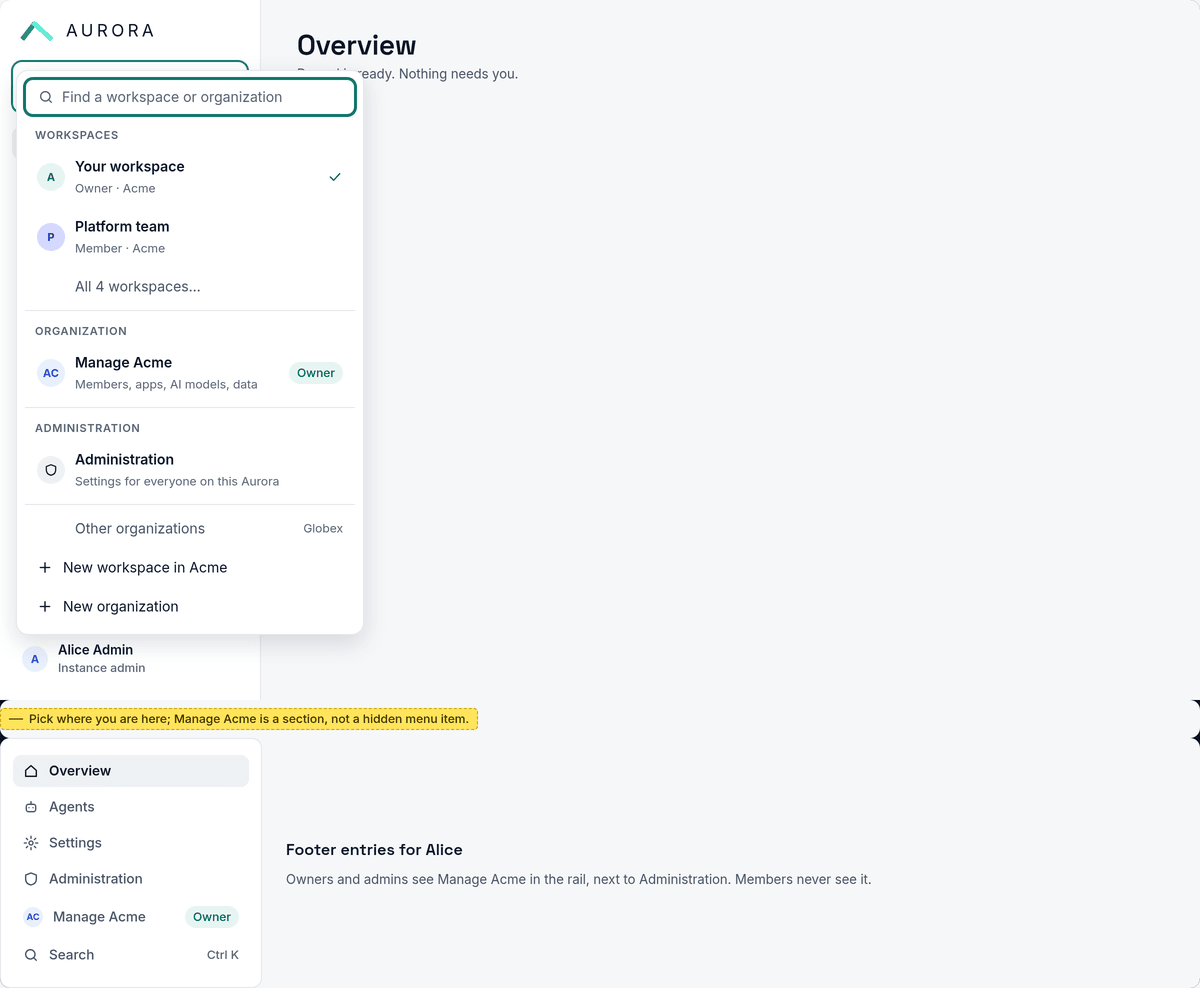 AURORA
Overview
ready. Nothing needs you.
Find a workspace or organization
WORKSPACES
A
Your workspace
Owner · Acme
P
Platform team
Member · Acme
All 4 workspaces...
ORGANIZATION
AC
Manage Acme
Members, apps, AI models, data
Owner
ADMINISTRATION
Administration
Settings for everyone on this Aurora
Other organizations
Globex
+ New workspace in Acme
+ New organization
A
Alice Admin
Instance admin
— Pick where you are here; Manage Acme is a section, not a hidden menu item.
Overview
Agents
Settings
Administration
AC
Manage Acme
Owner
Search
Ctrl K
Footer entries for Alice
Owners and admins see Manage Acme in the rail, next to Administration. Members never see it.